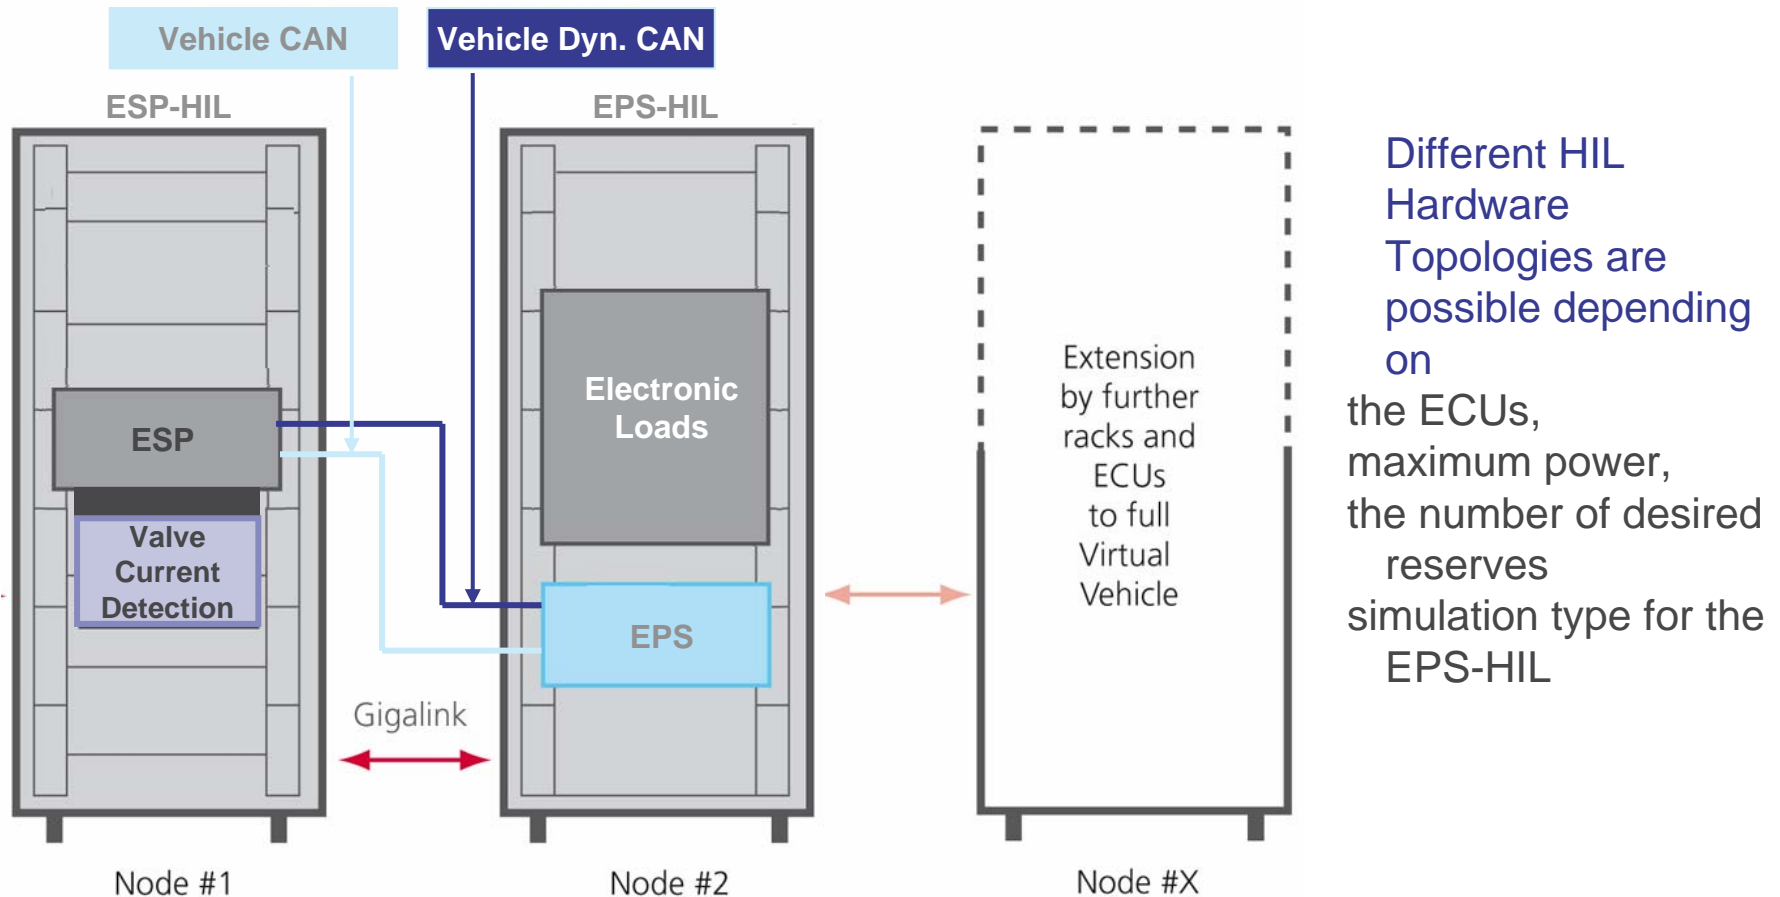 Vehicle CAN
Vehicle Dyn. CAN
ESP-HIL
EPS-HIL
ESP
Valve
Current
Detection
Electronic
Loads
EPS
Gigalink
Extension
by further
racks and
ECUs
to full
Virtual
Vehicle
Node #1
Node #2
Node #X
Different HIL
Hardware
Topologies are
possible depending
on
the ECUs,
maximum power,
the number of desired
reserves
simulation type for the
EPS-HIL